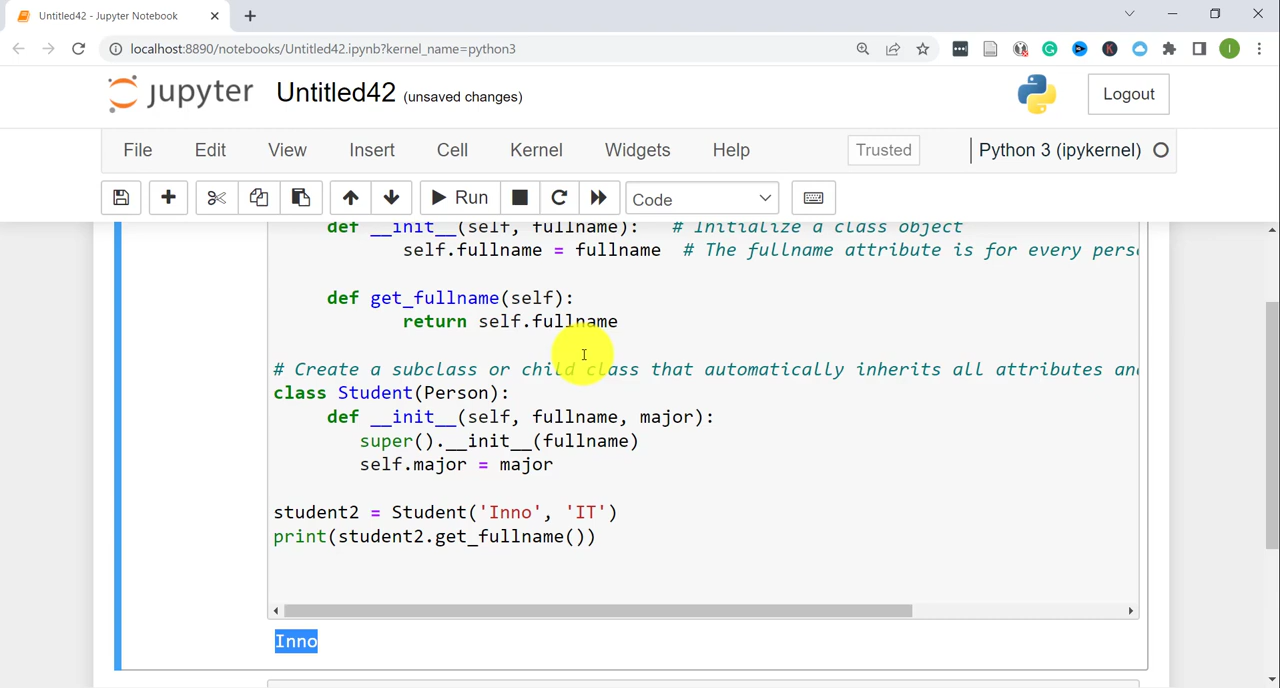 Untitled42 - Jupyter Notebook
localhost:8890/notebooks/Untitled42.ipynb?kernel_name=python3
jupyter Untitled42 (unsaved changes)
Logout
File Edit View Insert Cell Kernel Widgets Help Trusted Python 3 (ipykernel)
Run Code
def __init__(self, fullname): # Initialize a class object
self.fullname = fullname # The fullname attribute is for every perso
def get_fullname(self):
return self.fullname
# Create a subclass or child class that automatically inherits all attributes and
class Student(Person):
def __init__(self, fullname, major):
super().__init__(fullname)
self.major = major
student2 = Student('Inno', 'IT')
print(student2.get_fullname())
Inno